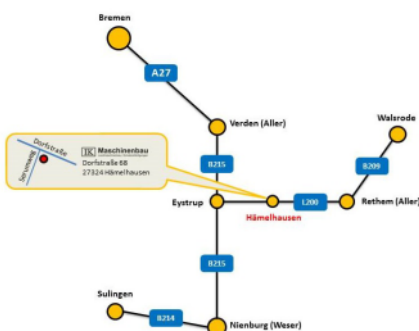 Bremen
A27
Verden (Aller)
Walsrode
Dorfstraße
IK Maschinenbau
Dorfstraße 68
27324 Hämelhausen
B215
B209
Eystrup
Hämelhausen
L200
Rethem (Aller)
B215
Sulingen
B214
Nienburg (Weser)